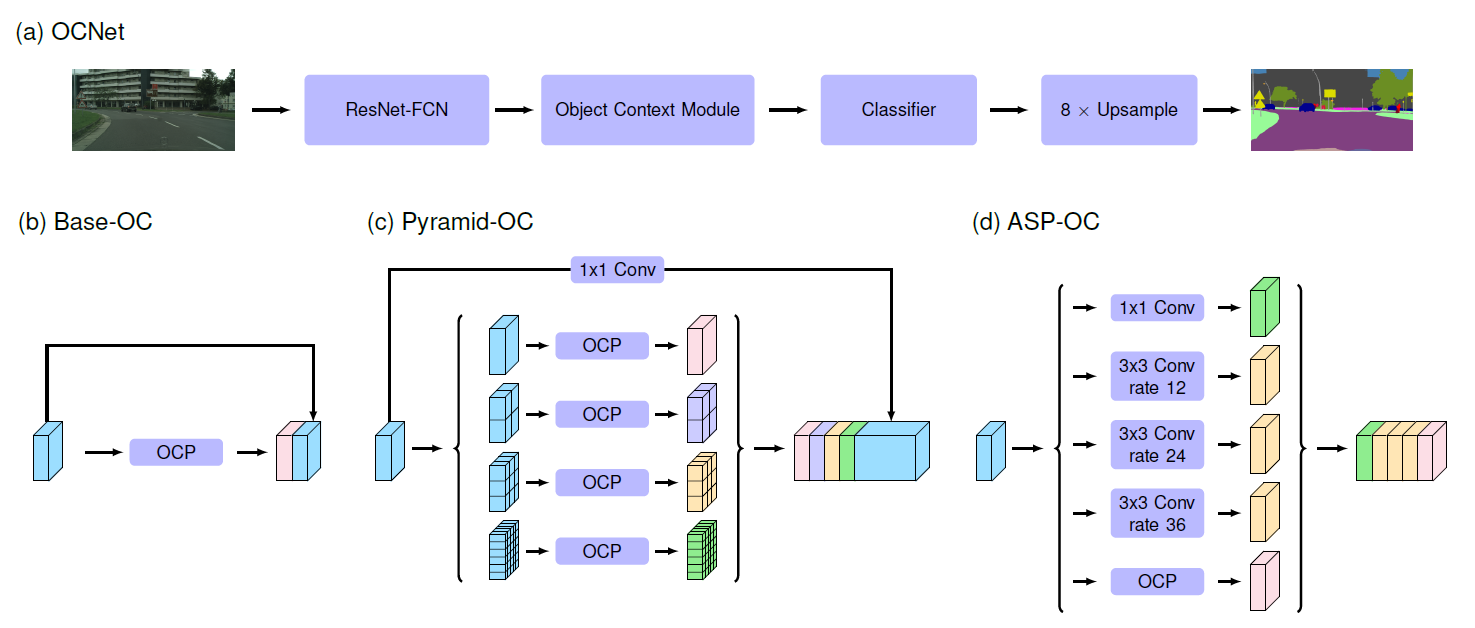 (a) OCNet
ResNet-FCN
Object Context Module
Classifier
8 × Upsample
(b) Base-OC
OCP
(c) Pyramid-OC
1x1 Conv
OCP
OCP
OCP
OCP
(d) ASP-OC
1x1 Conv
3x3 Conv
rate 12
3x3 Conv
rate 24
3x3 Conv
rate 36
OCP